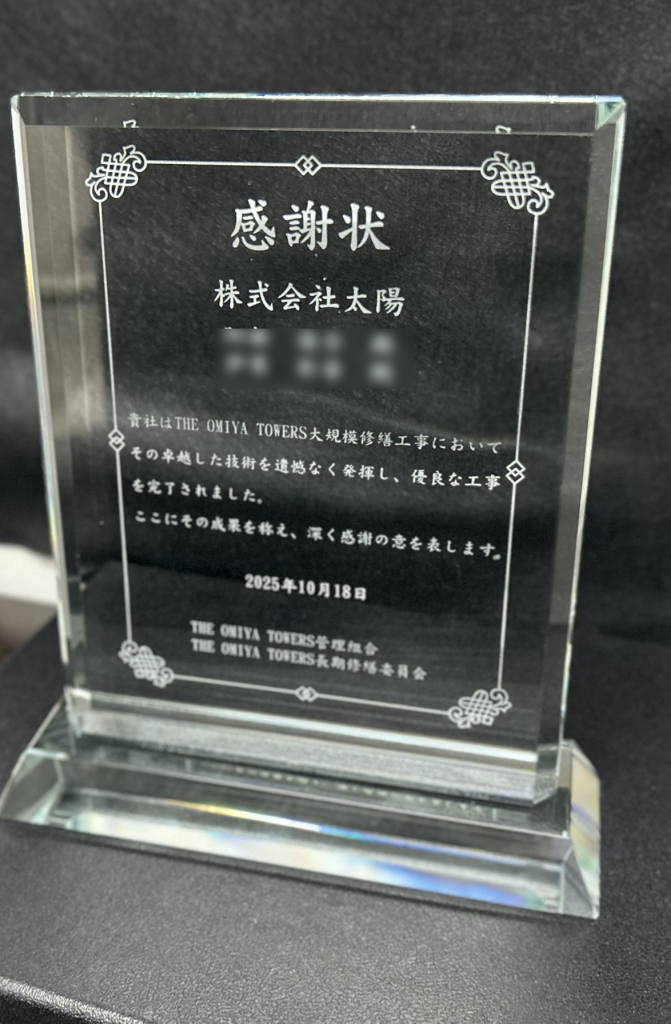 感謝状
株式会社太陽
貴社はTHE OMIYA TOWERS大規模修繕工事において
その卓越した技術を遺憾なく発揮し、優良な工事
を完了されました。
ここにその成果を称え、深く感謝の意を表します。
2025年10月18日
THE OMIYA TOWERS管理組合
THE OMIYA TOWERS長期修繕委員会